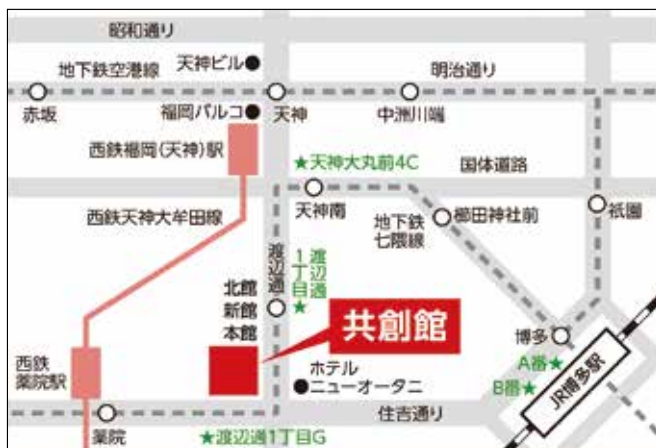 昭和通り
地下鉄空港線
天神ビル●
明治通り
赤坂
福岡パルコ●
天神
中洲川端
西鉄福岡(天神)駅
★天神大丸前4C
国体道路
西鉄天神大牟田線
天神南
地下鉄
七隈線
櫛田神社前
祇園
渡辺通
渡辺通
1丁目
★
北館
新館
本館
共創館
博多
A番★
B番★
JR博多駅
西鉄
薬院駅
ホテル
●ニューオータニ
薬院
★渡辺通1丁目G
住吉通り